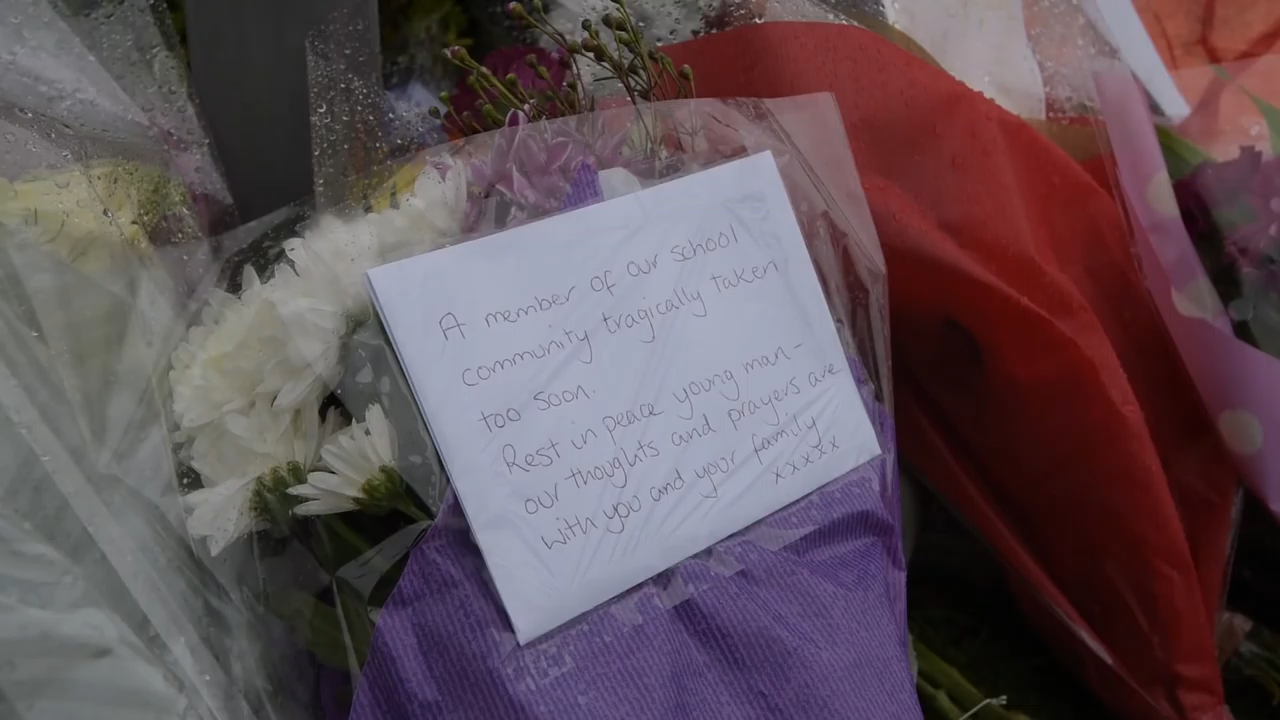 A member of our school
community tragically taken
too soon.
Rest in peace young man-
our thoughts and prayers are
with you and your family
xxxxx